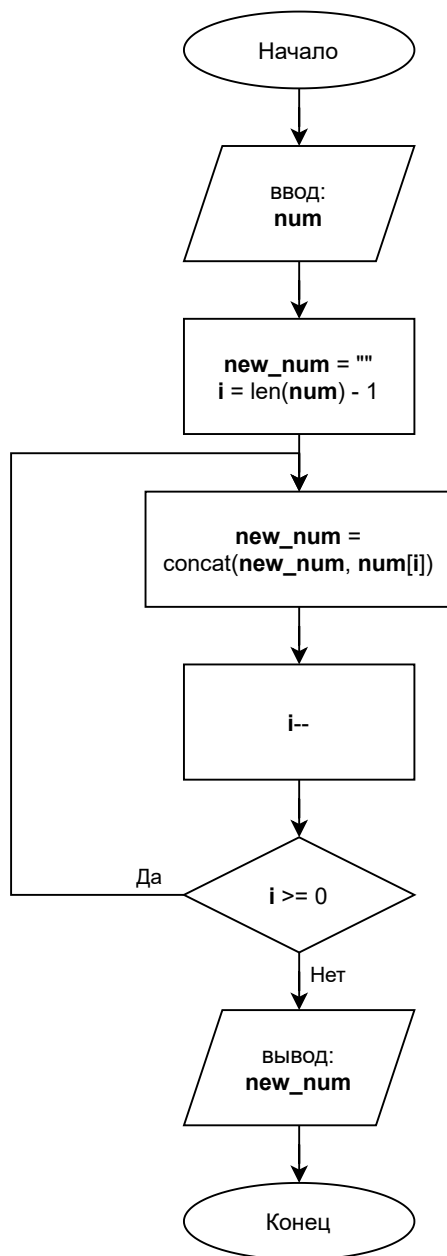 Начало
ввод:
num
new_num = ""
i = len(num) - 1
new_num =
concat(new_num, num[i])
i--
Да
i >= 0
Нет
вывод:
new_num
Конец